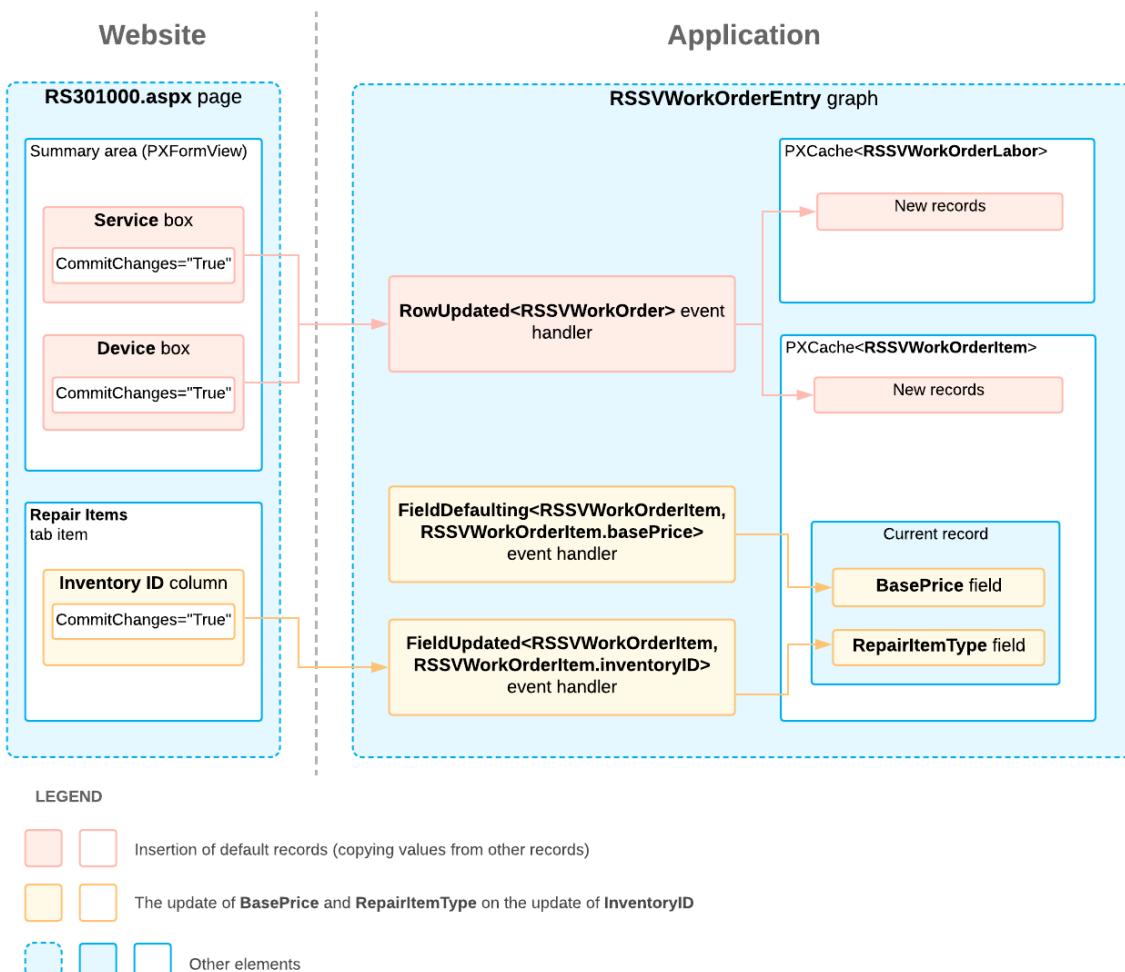 Website
Application
RS301000.aspx page
Summary area (PXFormView)
Service box
CommitChanges="True"
Device box
CommitChanges="True"
Repair Items
tab item
Inventory ID column
CommitChanges="True"
RSSVWorkOrderEntry graph
RowUpdated<RSSVWorkOrder> event
handler
FieldDefaulting<RSSVWorkOrderItem,
RSSVWorkOrderItem.basePrice>
event handler
FieldUpdated<RSSVWorkOrderItem,
RSSVWorkOrderItem.inventoryID>
event handler
PXCache<RSSVWorkOrderLabor>
New records
PXCache<RSSVWorkOrderItem>
New records
Current record
BasePrice field
RepairItemType field
LEGEND
Insertion of default records (copying values from other records)
The update of BasePrice and RepairItemType on the update of InventoryID
Other elements